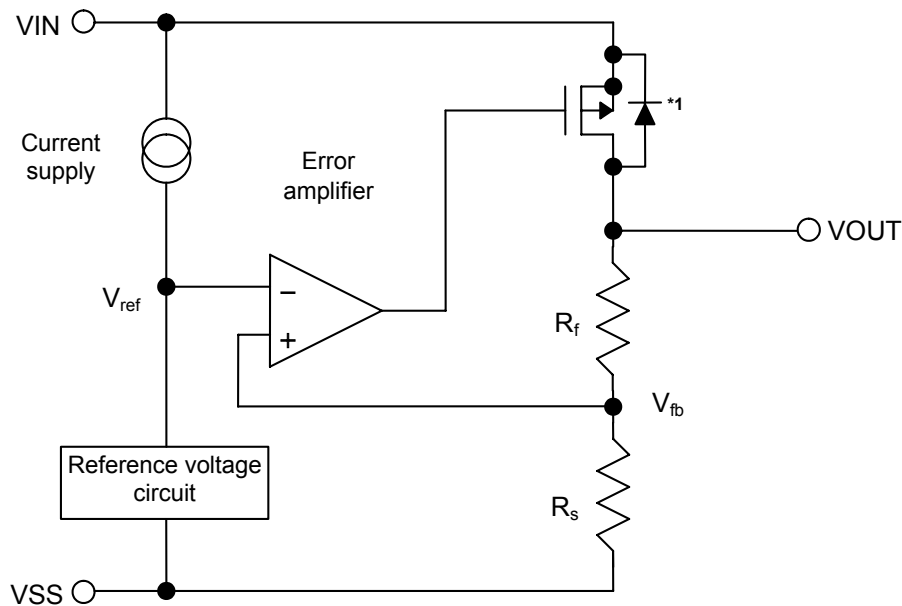 VIN
*1
Current
supply
Error
amplifier
VOUT
Vref
−
+
Rf
Vfb
Reference voltage
circuit
Rs
VSS